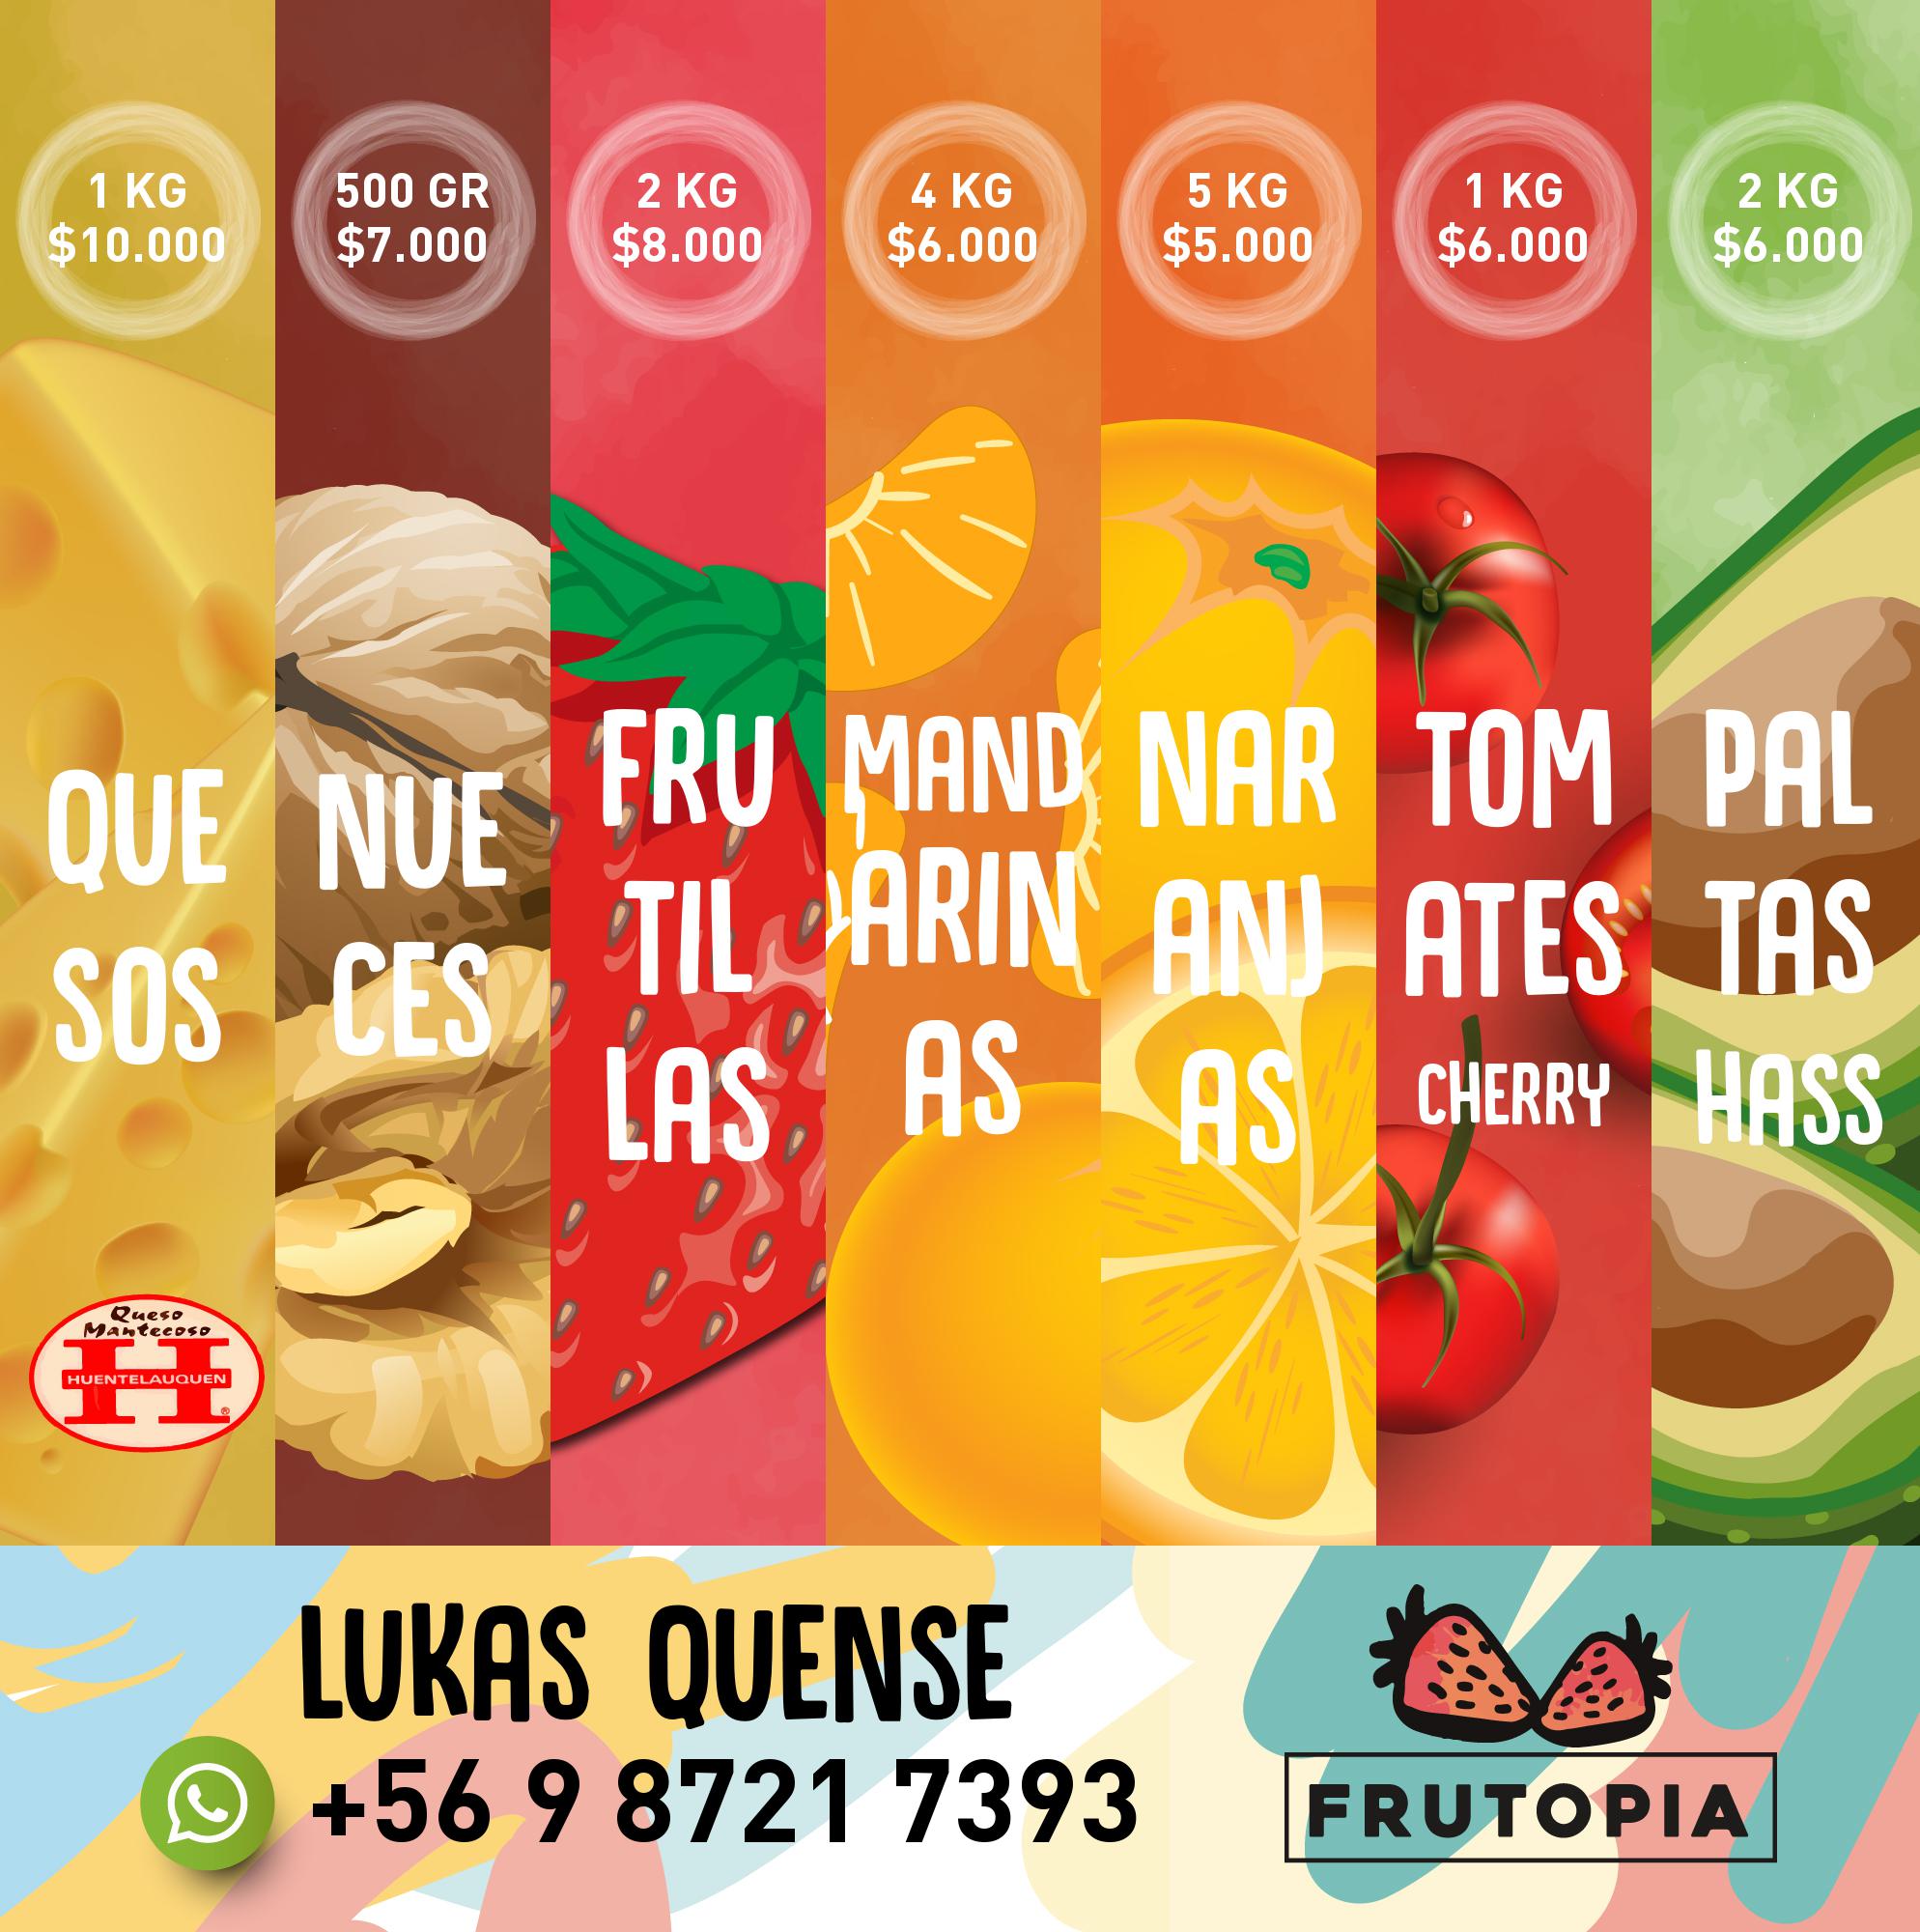 1 KG
$10.000
QUE
SOS
Queso
Mantecoso
HUENTELAUQUEN
®
500 GR
$7.000
NUE
CES
2 KG
$8.000
FRU
TIL
LAS
4 KG
$6.000
MAND
ARIN
AS
5 KG
$5.000
NAR
ANJ
AS
1 KG
$6.000
TOM
ATES
CHERRY
2 KG
$6.000
PAL
TAS
HASS
LUKAS QUENSE
+56 9 8721 7393
FRUTOPIA